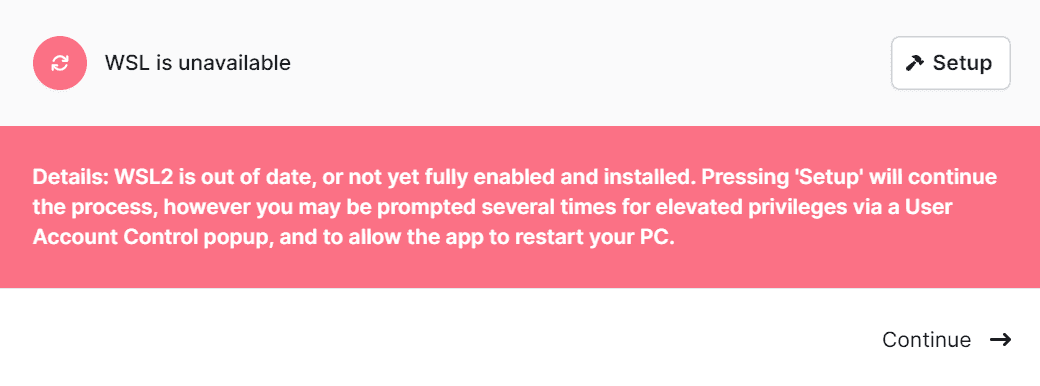 WSL is unavailable
Setup
Details: WSL2 is out of date, or not yet fully enabled and installed. Pressing 'Setup' will continue
the process, however you may be prompted several times for elevated privileges via a User
Account Control popup, and to allow the app to restart your PC.
Continue